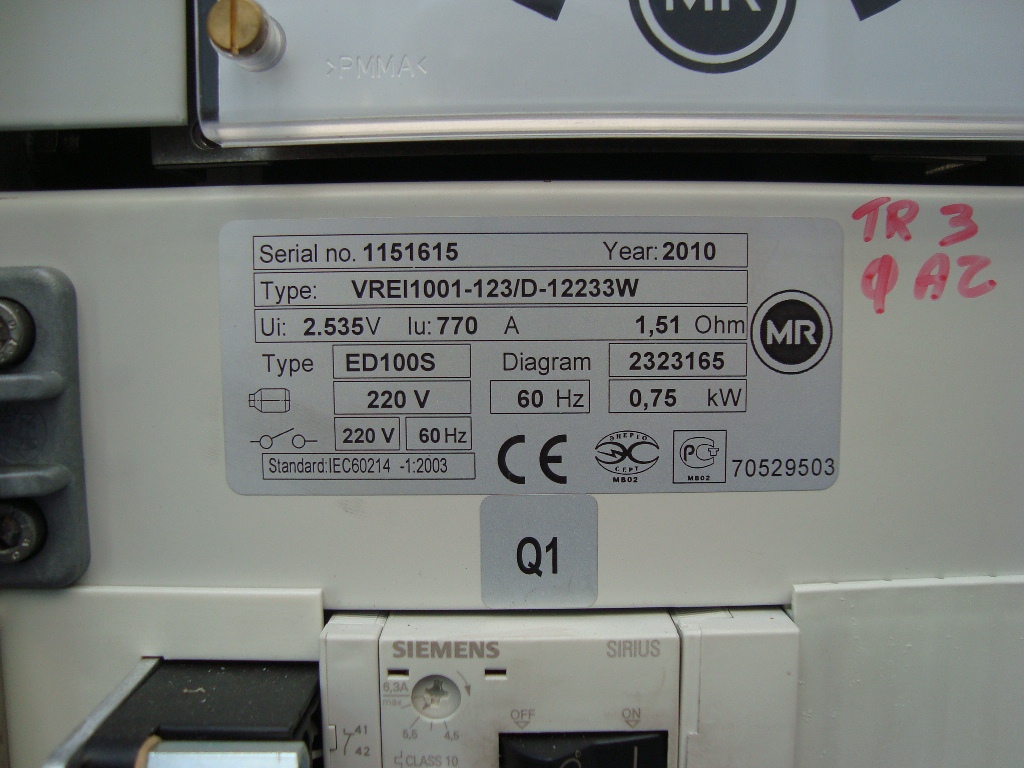 MR
>PMMA<
TR 3
φ AZ
Serial no. 1151615 Year: 2010
Type: VREI1001-123/D-12233W
Ui: 2.535V Iu: 770 A 1,51 Ohm
MR
Type ED100S Diagram 2323165
220 V 60 Hz 0,75 kW
220 V 60 Hz
Standard: IEC60214 -1:2003
CE
C.E.P.T
MB02
PC
MB02
70529503
Q1
SIEMENS SIRIUS
6,3A
max
5,5 4,5
OFF ON
41
42
CLASS 10